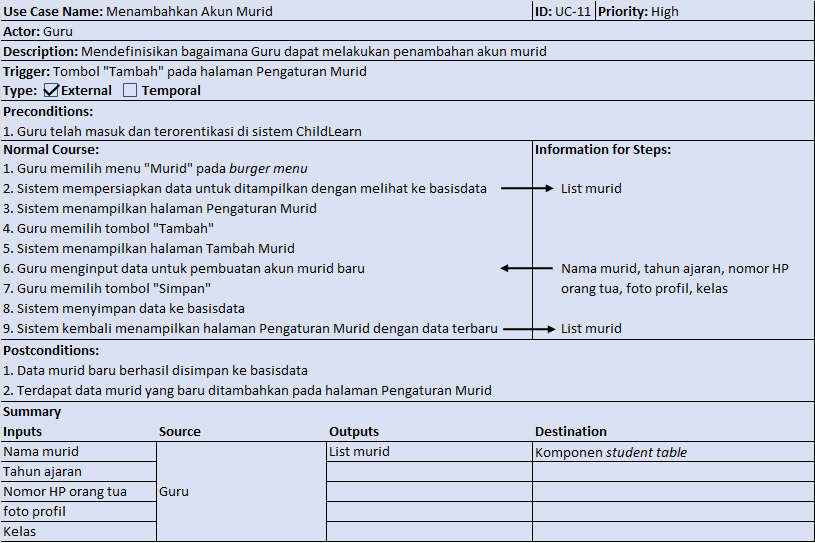 Use Case Name: Menambahkan Akun Murid ID: UC-11 Priority: High
Actor: Guru
Description: Mendefinisikan bagaimana Guru dapat melakukan penambahan akun murid
Trigger: Tombol "Tambah" pada halaman Pengaturan Murid
Type: External Temporal
Preconditions:
1. Guru telah masuk dan terorentikasi di sistem ChildLearn
Normal Course: Information for Steps:
1. Guru memilih menu "Murid" pada burger menu
2. Sistem mempersiapkan data untuk ditampilkan dengan melihat ke basisdata List murid
3. Sistem menampilkan halaman Pengaturan Murid
4. Guru memilih tombol "Tambah"
5. Sistem menampilkan halaman Tambah Murid
6. Guru menginput data untuk pembuatan akun murid baru Nama murid, tahun ajaran, nomor HP
7. Guru memilih tombol "Simpan" orang tua, foto profil, kelas
8. Sistem menyimpan data ke basisdata
9. Sistem kembali menampilkan halaman Pengaturan Murid dengan data terbaru List murid
Postconditions:
1. Data murid baru berhasil disimpan ke basisdata
2. Terdapat data murid yang baru ditambahkan pada halaman Pengaturan Murid
Summary
Inputs Source Outputs Destination
Nama murid List murid Komponen student table
Tahun ajaran
Nomor HP orang tua Guru
foto profil
Kelas